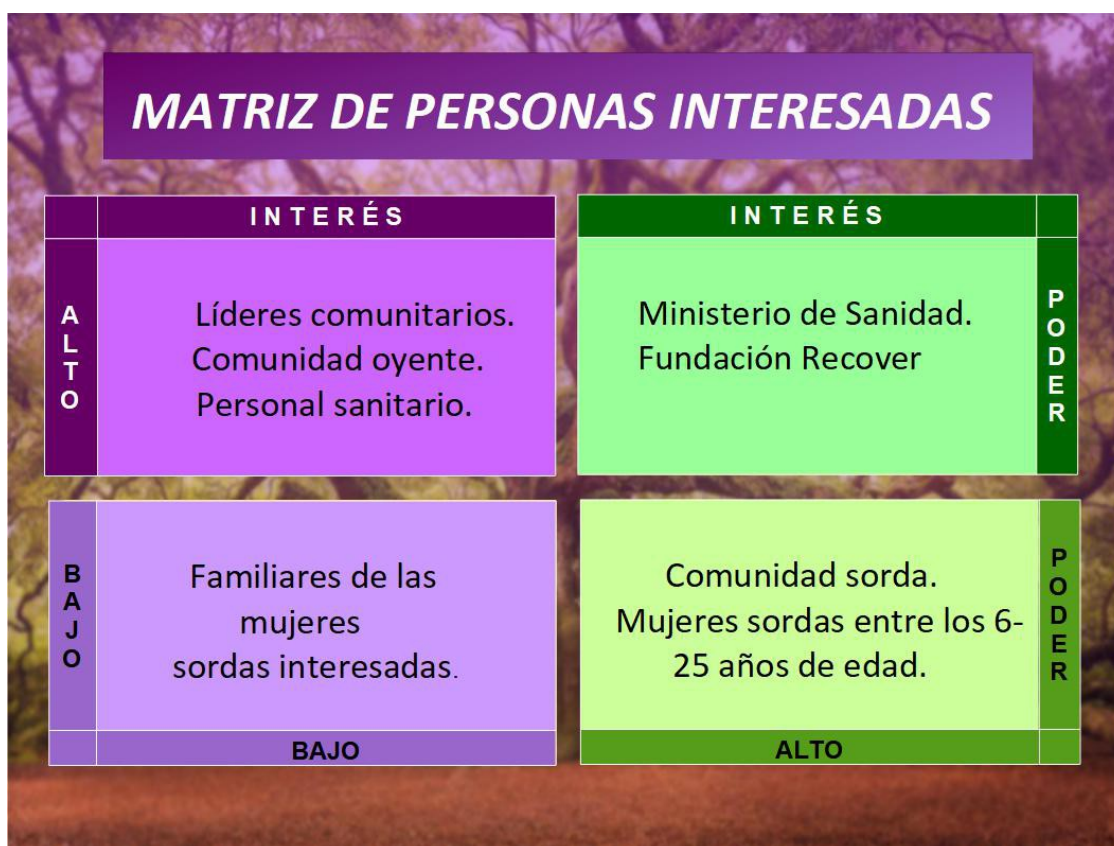 MATRIZ DE PERSONAS INTERESADAS
INTERÉS
ALTO
Líderes comunitarios.
Comunidad oyente.
Personal sanitario.
INTERÉS
Ministerio de Sanidad.
Fundación Recover
PODER
BAJO
Familiares de las
mujeres
sordas interesadas.
BAJO
Comunidad sorda.
Mujeres sordas entre los 6-
25 años de edad.
PODER
ALTO